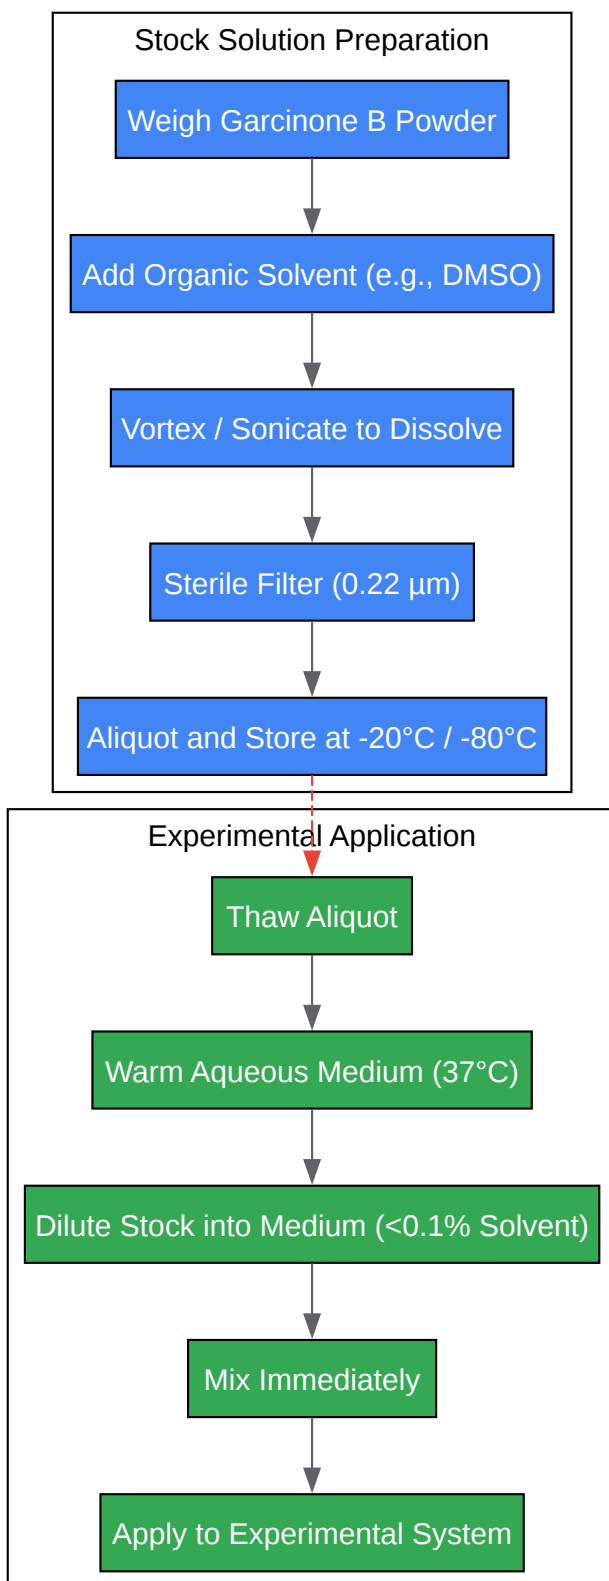 Stock Solution Preparation
Weigh Garcinone B Powder
Add Organic Solvent (e.g., DMSO)
Vortex / Sonicate to Dissolve
Sterile Filter (0.22 µm)
Aliquot and Store at -20°C / -80°C
Experimental Application
Thaw Aliquot
Warm Aqueous Medium (37°C)
Dilute Stock into Medium (<0.1% Solvent)
Mix Immediately
Apply to Experimental System